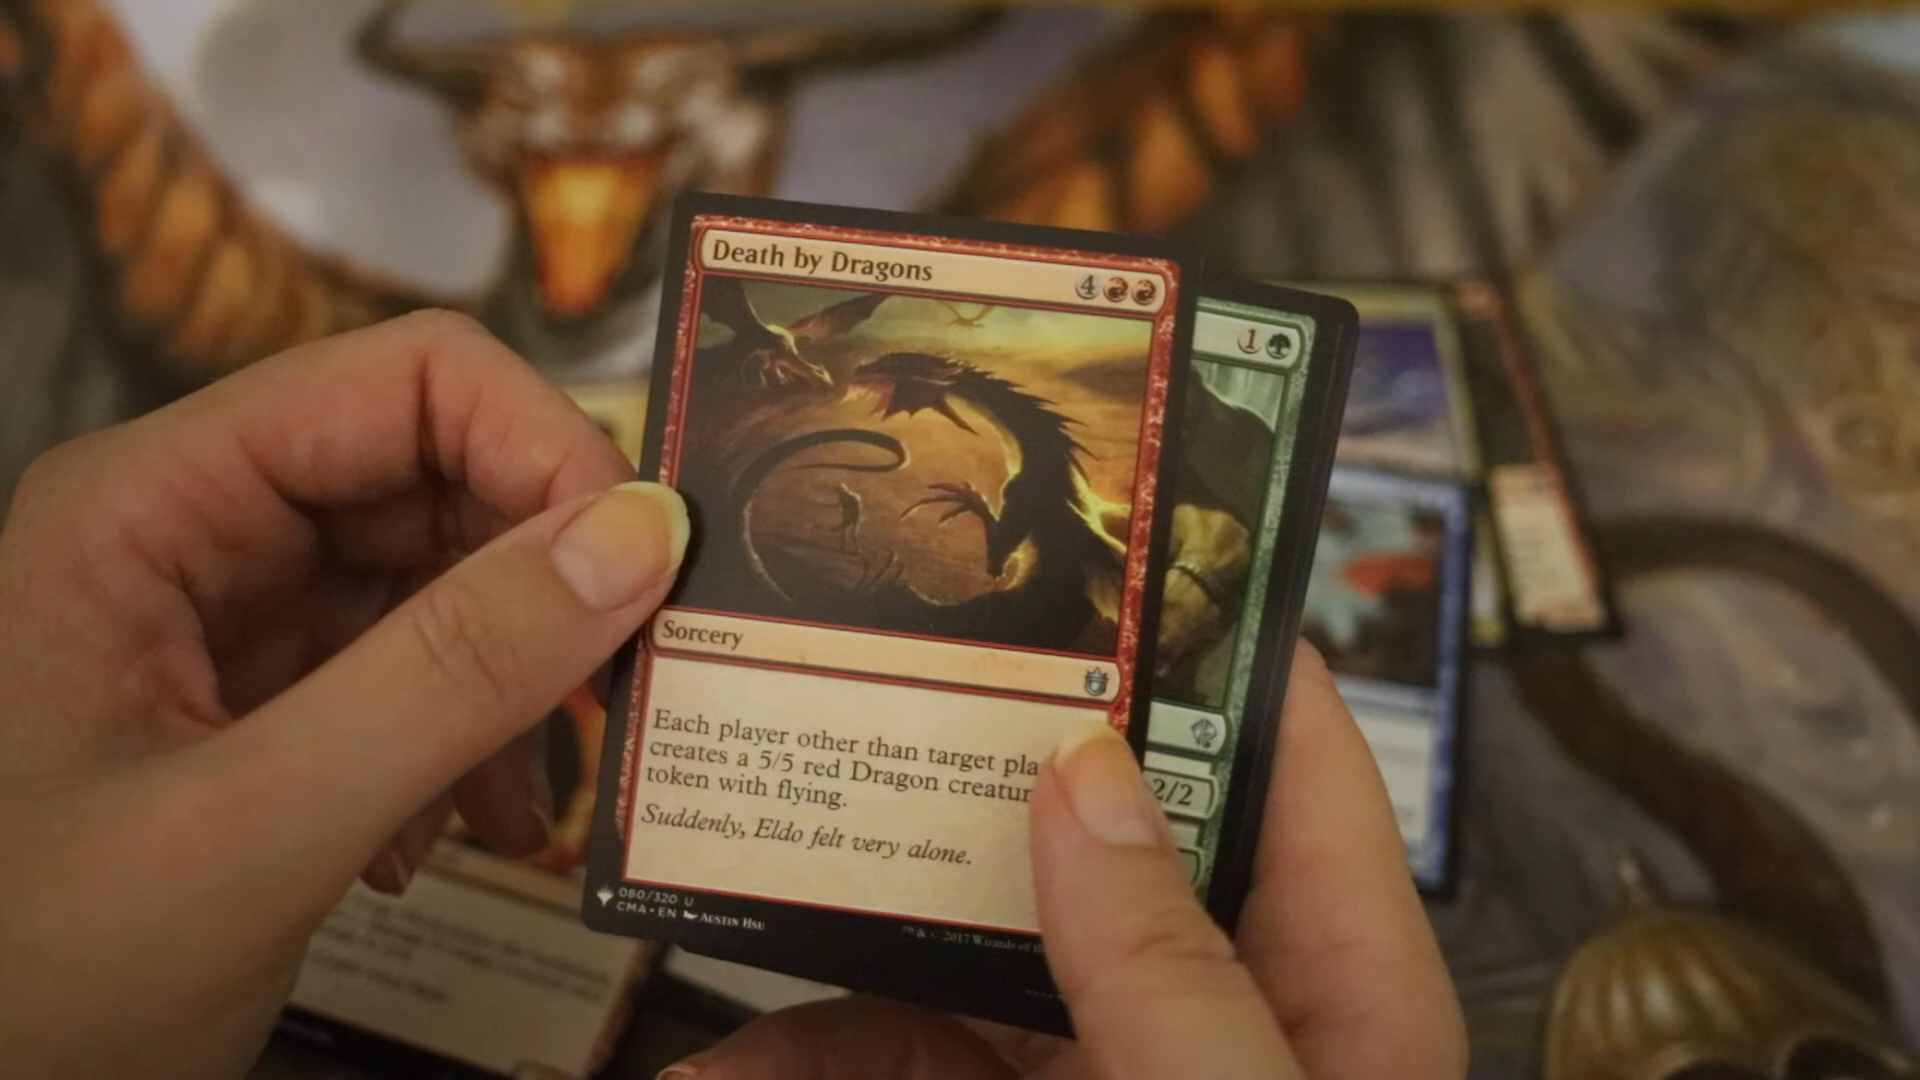 Death by Dragons
4
1
Sorcery
Each player other than target pla
creates a 5/5 red Dragon creatur
token with flying.
Suddenly, Eldo felt very alone.
2/2
080/320 U
CMA • EN Austin Hsu
™ & © 2017 Wizards of